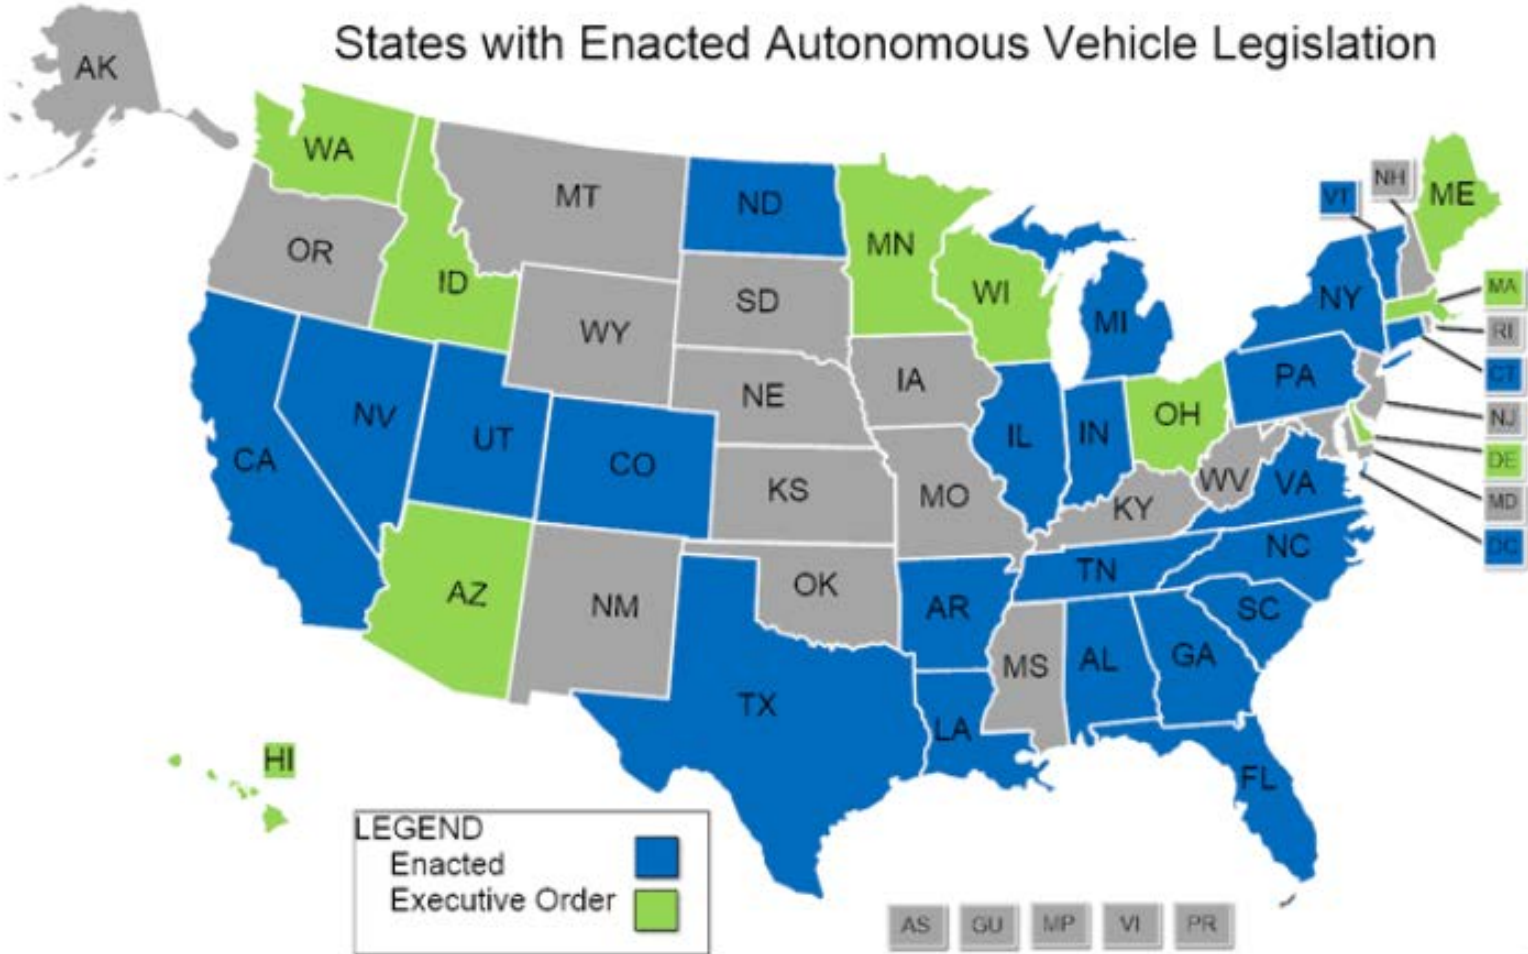 States with Enacted Autonomous Vehicle Legislation
AK
WA
MT
ND
MN
VT
NH
ME
OR
ID
SD
WI
MI
NY
MA
WY
RI
IA
NE
PA
CT
NV
UT
CO
IL
IN
OH
NJ
CA
KS
MO
WV
VA
DE
KY
MD
NC
DC
AZ
NM
OK
TN
AR
SC
MS
AL
GA
TX
LA
HI
FL
LEGEND
Enacted
Executive Order
AS
GU
MP
VI
PR